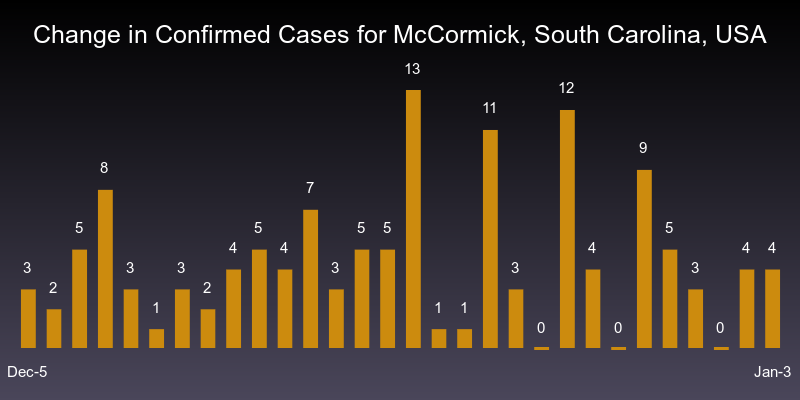 Change in Confirmed Cases for McCormick, South Carolina, USA
3 2 5 8 3 1 3 2 4 5 4 7 3 5 5 13 1 1 11 3 0 12 4 0 9 5 3 0 4 4
Dec-5 Jan-3